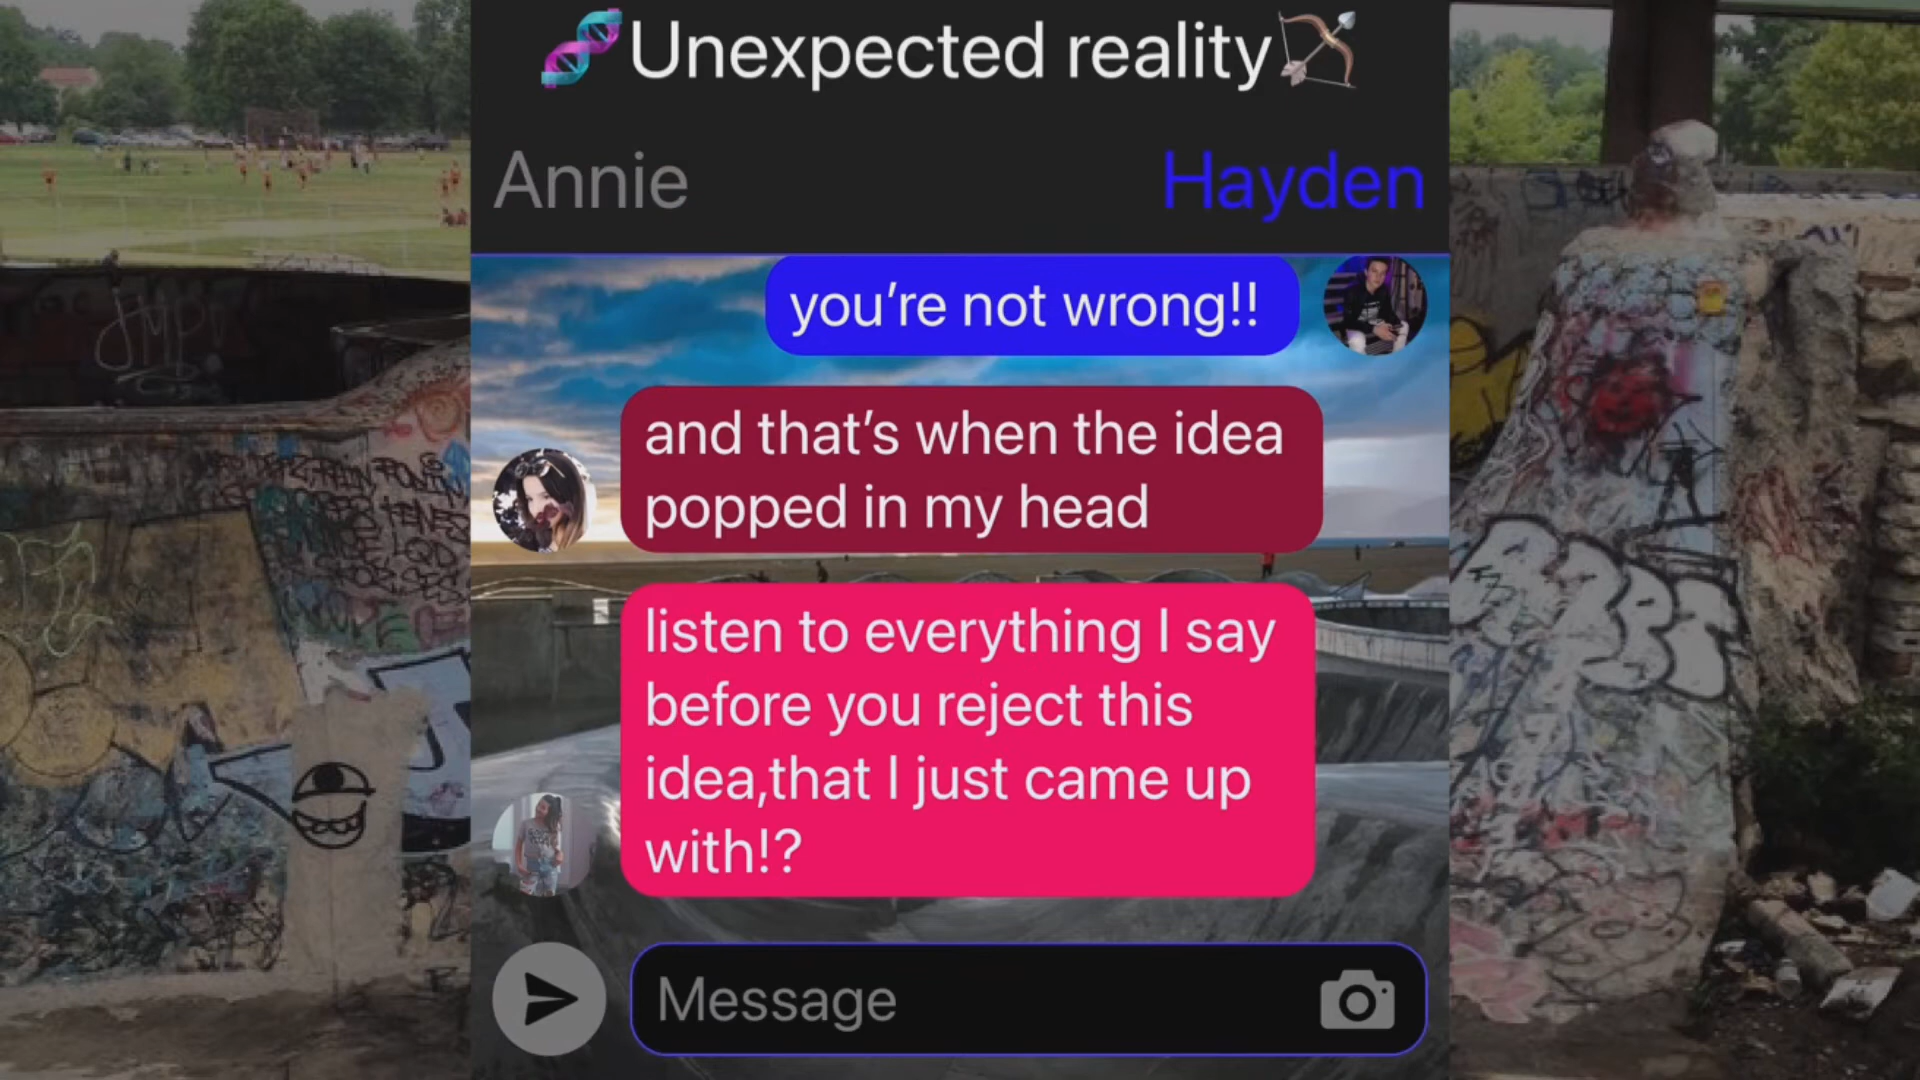 🧬Unexpected reality🏹
Annie
Hayden
you're not wrong!!
and that's when the idea
popped in my head
listen to everything I say
before you reject this
idea,that I just came up
with!?
Message